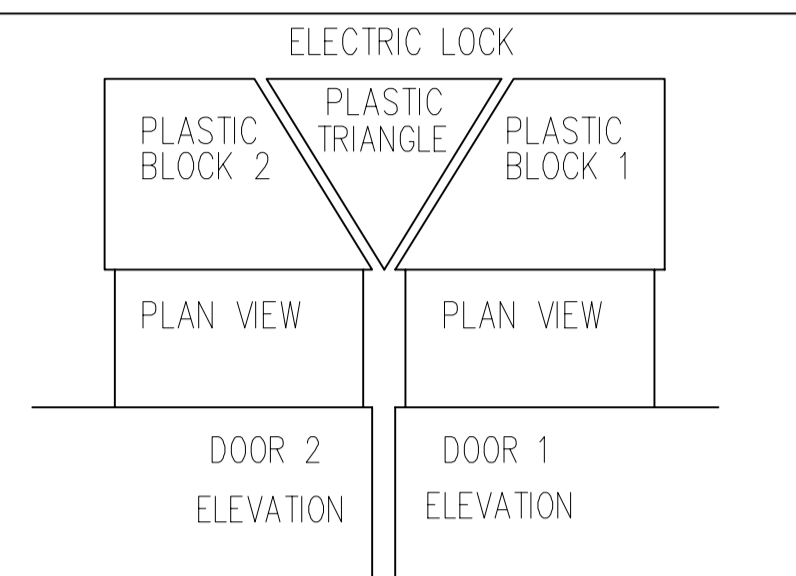 ELECTRIC LOCK
PLASTIC
BLOCK 2
PLASTIC
TRIANGLE
PLASTIC
BLOCK 1
PLAN VIEW
PLAN VIEW
DOOR 2
ELEVATION
DOOR 1
ELEVATION